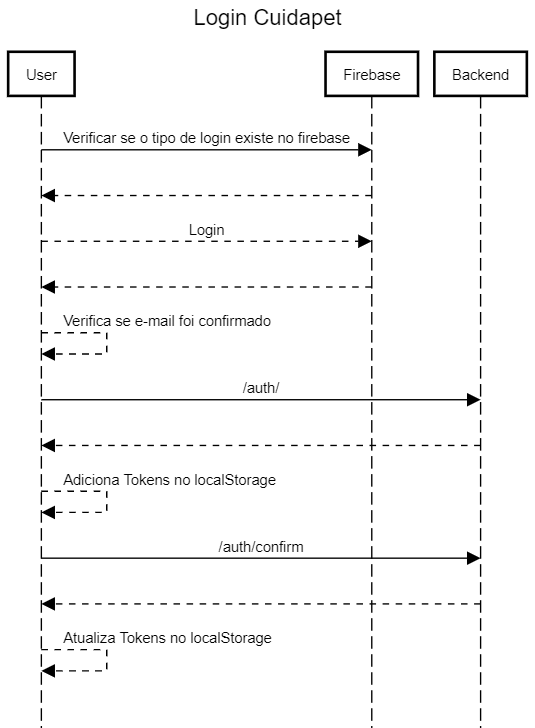 Login Cuidapet
User
Firebase
Backend
Verificar se o tipo de login existe no firebase
Login
Verifica se e-mail foi confirmado
/auth/
Adiciona Tokens no localStorage
/auth/confirm
Atualiza Tokens no localStorage